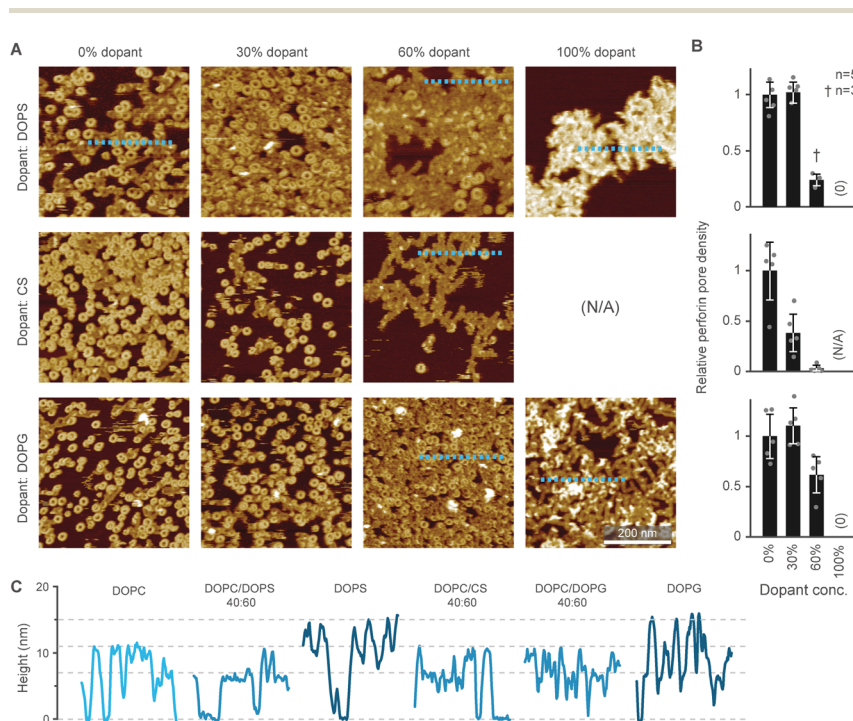 A
0% dopant
30% dopant
60% dopant
100% dopant
B
Dopant: DOPS
Dopant: CS
(N/A)
Dopant: DOPG
200 nm
n=5
† n=3
1
0.5
0
†
(0)
1
0.5
0
(N/A)
1
0.5
0
(0)
Relative perforin pore density
0%
30%
60%
100%
Dopant conc.
C
20
10
0
Height (nm)
DOPC
DOPC/DOPS
40:60
DOPS
DOPC/CS
40:60
DOPC/DOPG
40:60
DOPG